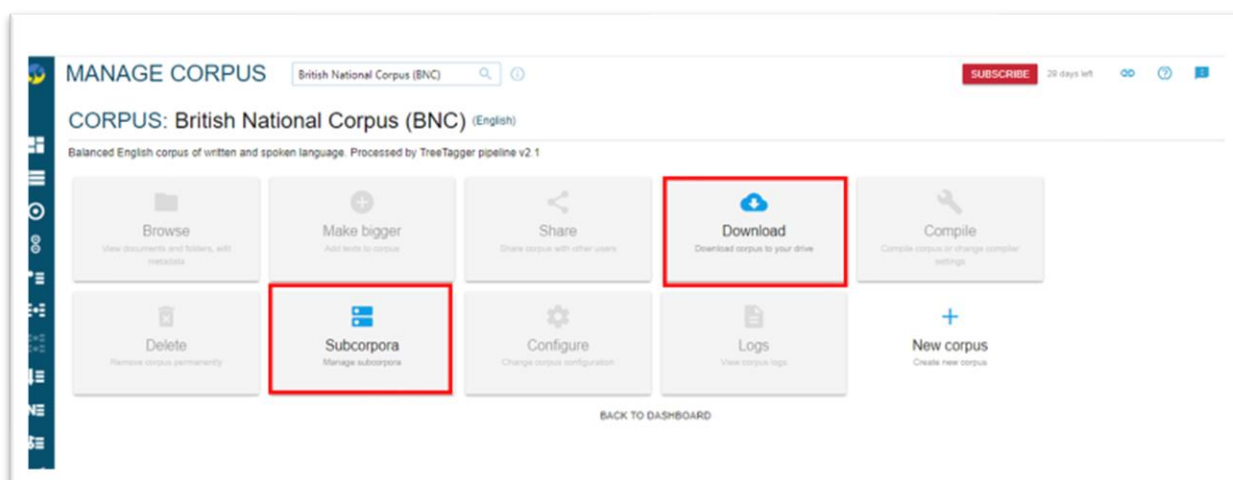 MANAGE CORPUS British National Corpus (BNC)
SUBSCRIBE 29 days left
CORPUS: British National Corpus (BNC) (English)
Balanced English corpus of written and spoken language. Processed by TreeTagger pipeline v2.1
Browse
View documents and folders, edit
metadata
Make bigger
Add texts to corpus
Share
Share corpus with other users
Download
Download corpus to your drive
Compile
Compile corpus or change compiler
settings
Delete
Remove corpus permanently
Subcorpora
Manage subcorpora
Configure
Change corpus configuration
Logs
View corpus logs
New corpus
Create new corpus
BACK TO DASHBOARD